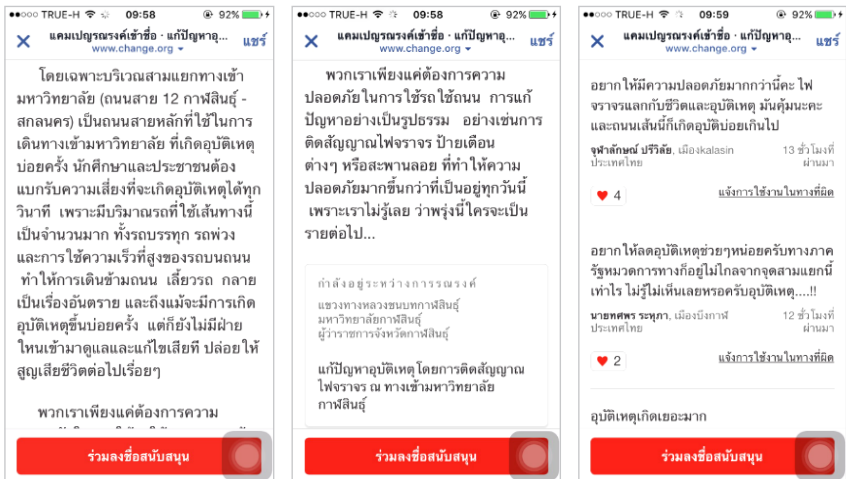 ●●○○○ TRUE-H 09:58 92%
แคมเปญรณรงค์เข้าชื่อ · แก้ปัญหาอุ...
www.change.org
แชร์
โดยเฉพาะบริเวณสามแยกทางเข้า
มหาวิทยาลัย (ถนนสาย 12 กาฬสินธุ์ -
สกลนคร) เป็นถนนสายหลักที่ใช้ในการ
เดินทางเข้ามหาวิทยาลัย ที่เกิดอุบัติเหตุ
บ่อยครั้ง นักศึกษาและประชาชนต้อง
แบกรับความเสี่ยงที่จะเกิดอุบัติเหตุได้ทุก
วินาที เพราะมีปริมาณรถที่ใช้เส้นทางนี้
เป็นจำนวนมาก ทั้งรถบรรทุก รถพ่วง
และการใช้ความเร็วที่สูงของรถบนถนน
ทำให้การเดินข้ามถนน เลี้ยวรถ กลาย
เป็นเรื่องอันตราย และถึงแม้จะมีการเกิด
อุบัติเหตุขึ้นบ่อยครั้ง แต่ก็ยังไม่มีฝ่าย
ไหนเข้ามาดูแลและแก้ไขเสียที ปล่อยให้
สูญเสียชีวิตต่อไปเรื่อยๆ
พวกเราเพียงแค่ต้องการความ
ร่วมลงชื่อสนับสนุน
●●○○○ TRUE-H 09:58 92%
แคมเปญรณรงค์เข้าชื่อ · แก้ปัญหาอุ...
www.change.org
แชร์
พวกเราเพียงแค่ต้องการความ
ปลอดภัยในการใช้รถใช้ถนน การแก้
ปัญหาอย่างเป็นรูปธรรม อย่างเช่นการ
ติดสัญญาณไฟจราจร ป้ายเตือน
ต่างๆ หรือสะพานลอย ที่ทำให้ความ
ปลอดภัยมากขึ้นกว่าที่เป็นอยู่ทุกวันนี้
เพราะเราไม่รู้เลย ว่าพรุ่งนี้ใครจะเป็น
รายต่อไป...
กำลังอยู่ระหว่างการรณรงค์
แขวงทางหลวงชนบทกาฬสินธุ์
มหาวิทยาลัยกาฬสินธุ์
ผู้ว่าราชการจังหวัดกาฬสินธุ์
แก้ปัญหาอุบัติเหตุโดยการติดสัญญาณ
ไฟจราจร ณ ทางเข้ามหาวิทยาลัย
กาฬสินธุ์
ร่วมลงชื่อสนับสนุน
●●○○○ TRUE-H 09:59 92%
แคมเปญรณรงค์เข้าชื่อ · แก้ปัญหาอุ...
www.change.org
แชร์
อยากให้มีความปลอดภัยมากกว่านี้คะ ไฟ
จราจรแลกกับชีวิตและอุบัติเหตุ มันคุ้มนะคะ
และถนนเส้นนี้ก็เกิดอุบัติบ่อยเกินไป
จุฬาลักษณ์ ปรีวิลัย, เมืองkalasin 13 ชั่วโมงที่
ประเทศไทย ผ่านมา
4 แจ้งการใช้งานในทางที่ผิด
อยากให้ลดอุบัติเหตุช่วยๆหน่อยครับทางภาค
รัฐหมวดการทางก็อยู่ไม่ไกลจากจุดสามแยกนี้
เท่าไร ไม่รู้ไม่เห็นเลยหรอครับอุบัติเหตุ....!!
นายทศพร ระหุภา, เมืองบึงกาฬ 12 ชั่วโมงที่
ประเทศไทย ผ่านมา
2 แจ้งการใช้งานในทางที่ผิด
อุบัติเหตุเกิดเยอะมาก
ร่วมลงชื่อสนับสนุน